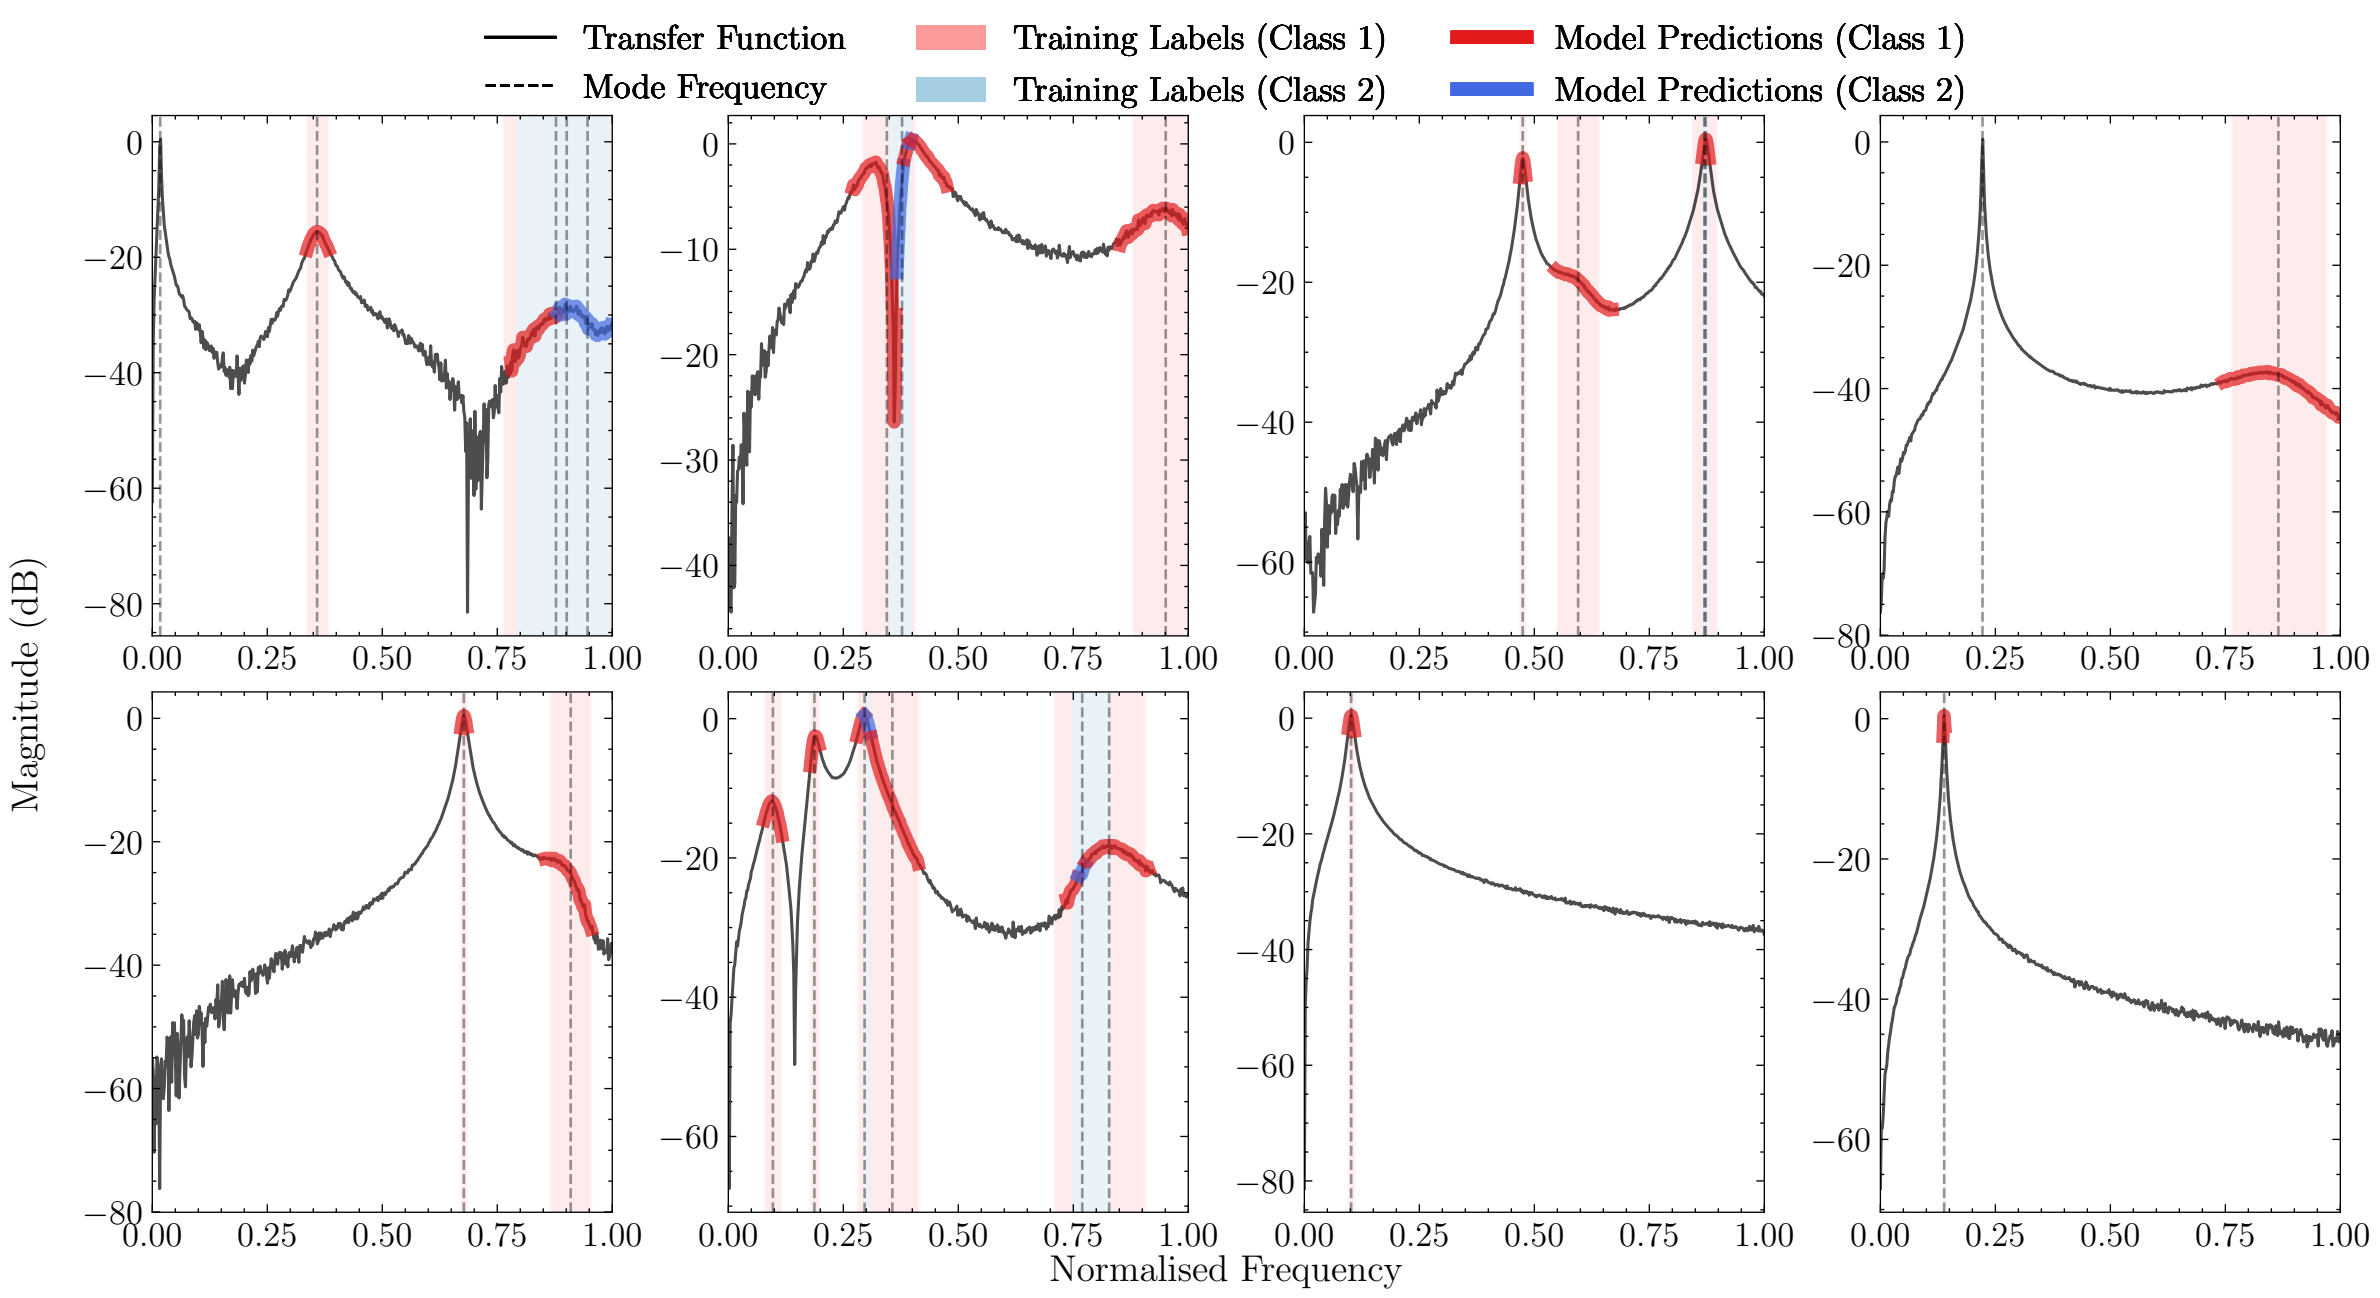 Transfer Function
Training Labels (Class 1)
Model Predictions (Class 1)
Mode Frequency
Training Labels (Class 2)
Model Predictions (Class 2)
Magnitude (dB)
0
−20
−40
−60
−80
0.00 0.25 0.50 0.75 1.00
0
−10
−20
−30
−40
0.00 0.25 0.50 0.75 1.00
0
−20
−40
−60
0.00 0.25 0.50 0.75 1.00
0
−20
−40
−60
−80
0.00 0.25 0.50 0.75 1.00
0
−20
−40
−60
−80
0.00 0.25 0.50 0.75 1.00
0
−20
−40
−60
0.00 0.25 0.50 0.75 1.00
0
−20
−40
−60
−80
0.00 0.25 0.50 0.75 1.00
0
−20
−40
−60
0.00 0.25 0.50 0.75 1.00
Normalised Frequency